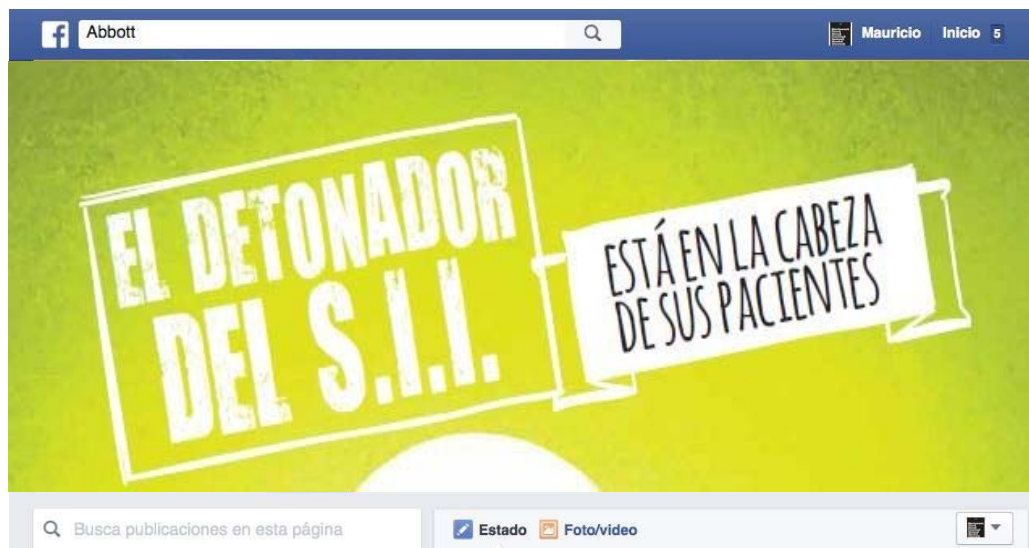 Abbott
Mauricio Inicio 5
EL DETONADOR
DEL S.I.I.
ESTÁ EN LA CABEZA
DE SUS PACIENTES
Busca publicaciones en esta página
Estado Foto/video